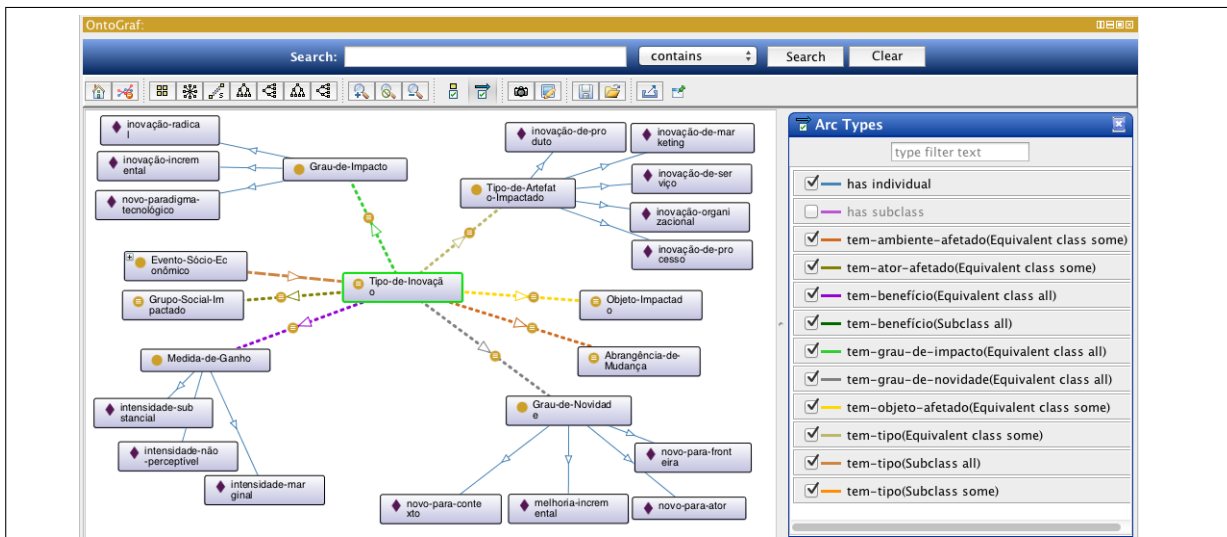 OntoGraf:
Search:
contains
Search
Clear
inovação-radica
l
inovação-increm
ental
novo-paradigma-
tecnológico
Grau-de-Impacto
inovação-de-pro
duto
inovação-de-mar
keting
inovação-de-ser
viço
inovação-organi
zacional
inovação-de-pro
cesso
Tipo-de-Artefat
o-Impactado
Evento-Sócio-Ec
onômico
Grupo-Social-Im
pactado
Tipo-de-Inovaçã
o
Objeto-Impactad
o
Abrangência-de-
Mudança
Medida-de-Ganho
intensidade-sub
stancial
intensidade-não
-perceptível
intensidade-mar
ginal
Grau-de-Novidad
e
novo-para-front
eira
novo-para-conte
xto
melhoria-increm
ental
novo-para-ator
Arc Types
type filter text
has individual
has subclass
tem-ambiente-afetado(Equivalent class some)
tem-ator-afetado(Equivalent class some)
tem-benefício(Equivalent class all)
tem-benefício(Subclass all)
tem-grau-de-impacto(Equivalent class all)
tem-grau-de-novidade(Equivalent class all)
tem-objeto-afetado(Equivalent class some)
tem-tipo(Equivalent class some)
tem-tipo(Subclass all)
tem-tipo(Subclass some)